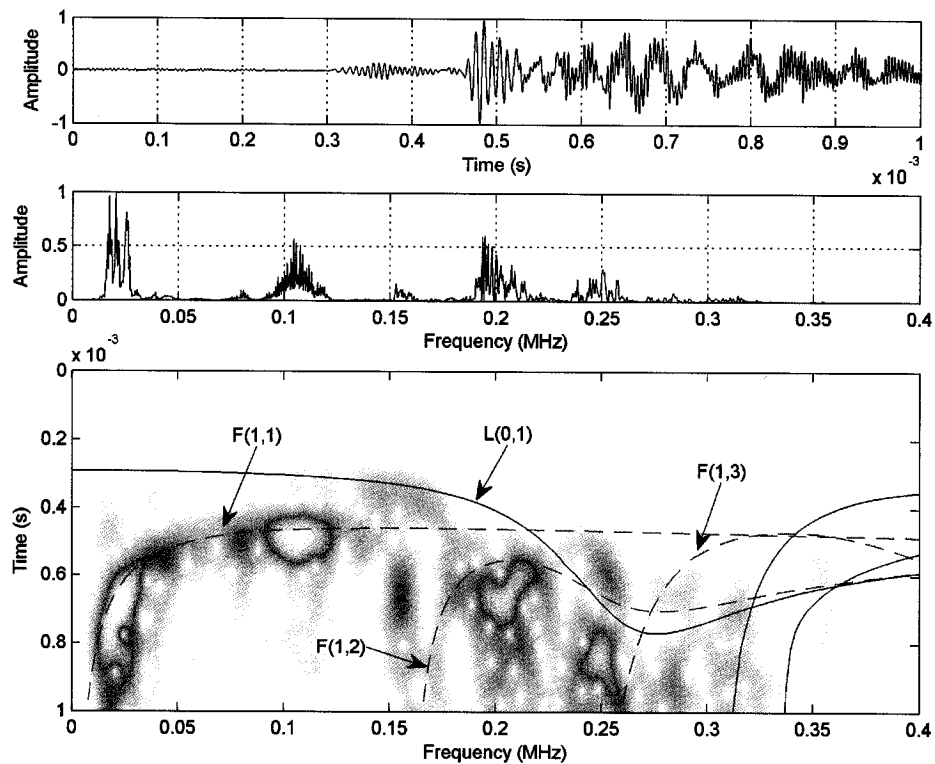 Amplitude
1
0
-1
0 0.1 0.2 0.3 0.4 0.5 0.6 0.7 0.8 0.9 1
Time (s)
x 10⁻³
Amplitude
1
0.5
0
0 0.05 0.1 0.15 0.2 0.25 0.3 0.35 0.4
Frequency (MHz)
x 10⁻³
Time (s)
0
0.2
0.4
0.6
0.8
1
F(1,1)
L(0,1)
F(1,3)
F(1,2)
0 0.05 0.1 0.15 0.2 0.25 0.3 0.35 0.4
Frequency (MHz)